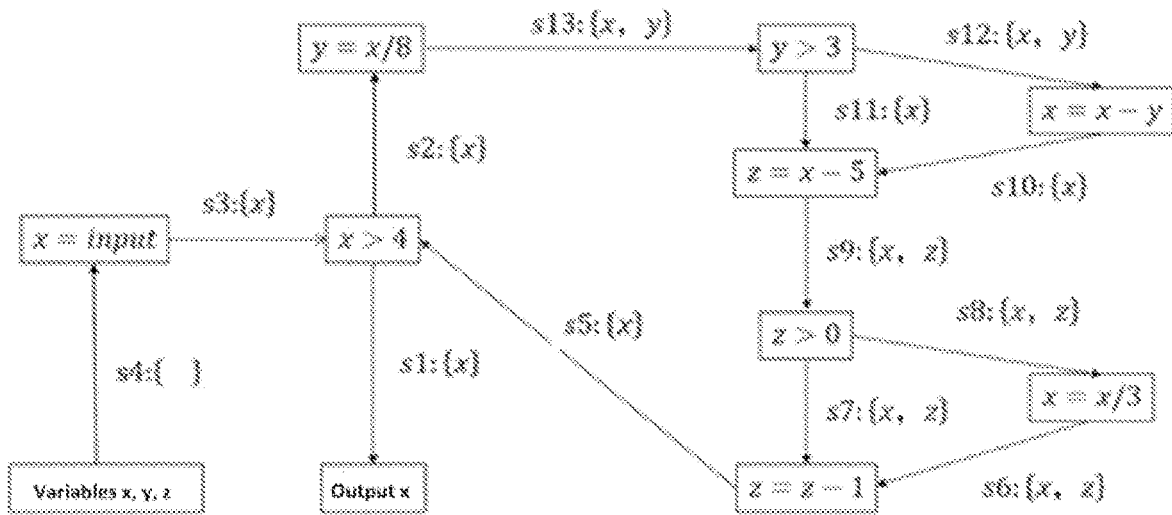 s13:{x, y}
y = x/8
y > 3
s12:{x, y}
s11:{x}
x = x − y
s2:{x}
z = x − 5
s10:{x}
s3:{x}
x = input
x > 4
s9:{x, z}
s8:{x, z}
s5:{x}
z > 0
s4:{ }
s1:{x}
s7:{x, z}
x = x/3
Variables x, y, z
Output x
z = z − 1
s6:{x, z}